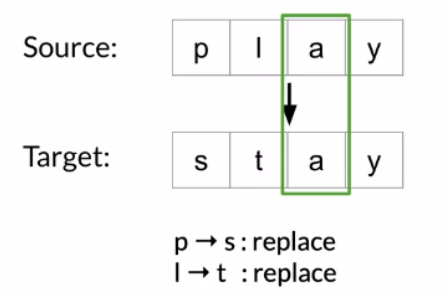 Source: p l a y
Target: s t a y
p → s : replace
l → t : replace